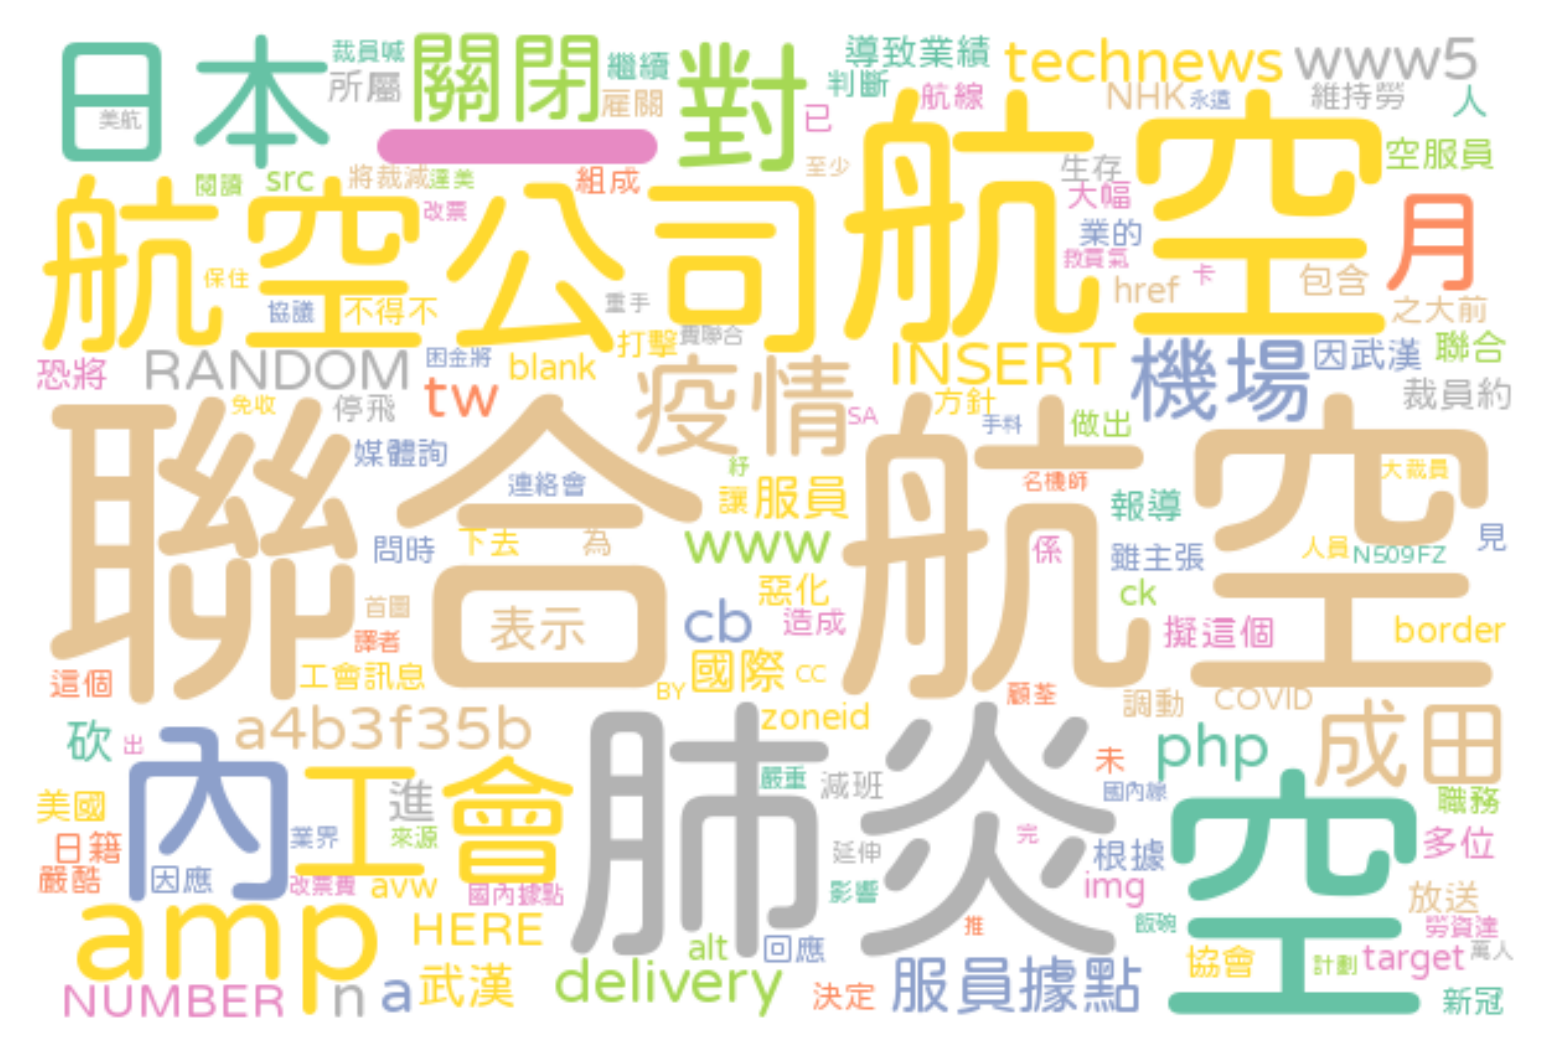 日本 美航 裁員喊 所屬 關閉 繼續 雇關 對 導致業績 判斷 已 航線 technews NHK 永遠 www5 維持勞 人
閱讀 src 將裁減 達美 改票 組成 至少 航空 生存 大幅 業的 空服員 月
航空公司 保住 協議 不得不 重手 打擊 費聯合 href 卡 包含 之大前
恐將 RANDOM 困金將 tw blank 疫情 INSERT 機場 因武漢 聯合
免收 停飛 SA 方針 手料 做出 裁員約
聯合航空 媒體詢 連絡會 紓 讓 服員 名機師 報導 大裁員
問時 下去 為 www 係 雖主張 人員 N509FZ 見
首圖 表示 惡化 ck
譯者 cb 造成 擬這個 border
這個 工會訊息 BY 國際 CC 顧荃 調動 COVID
砍 出 a4b3f35b zoneid 未 php 成田
美國 內 工會 進 肺炎 嚴重 減班 國內線 職務
日籍 業界 來源 延伸 完 根據 空 多位
嚴酷 因應 改票費 avw 國內據點 影響 img 放送
amp HERE alt 回應 推 飯碗 協會 計劃 target 勞資達 萬人
NUMBER n a 武漢 delivery 決定 服員據點 新冠